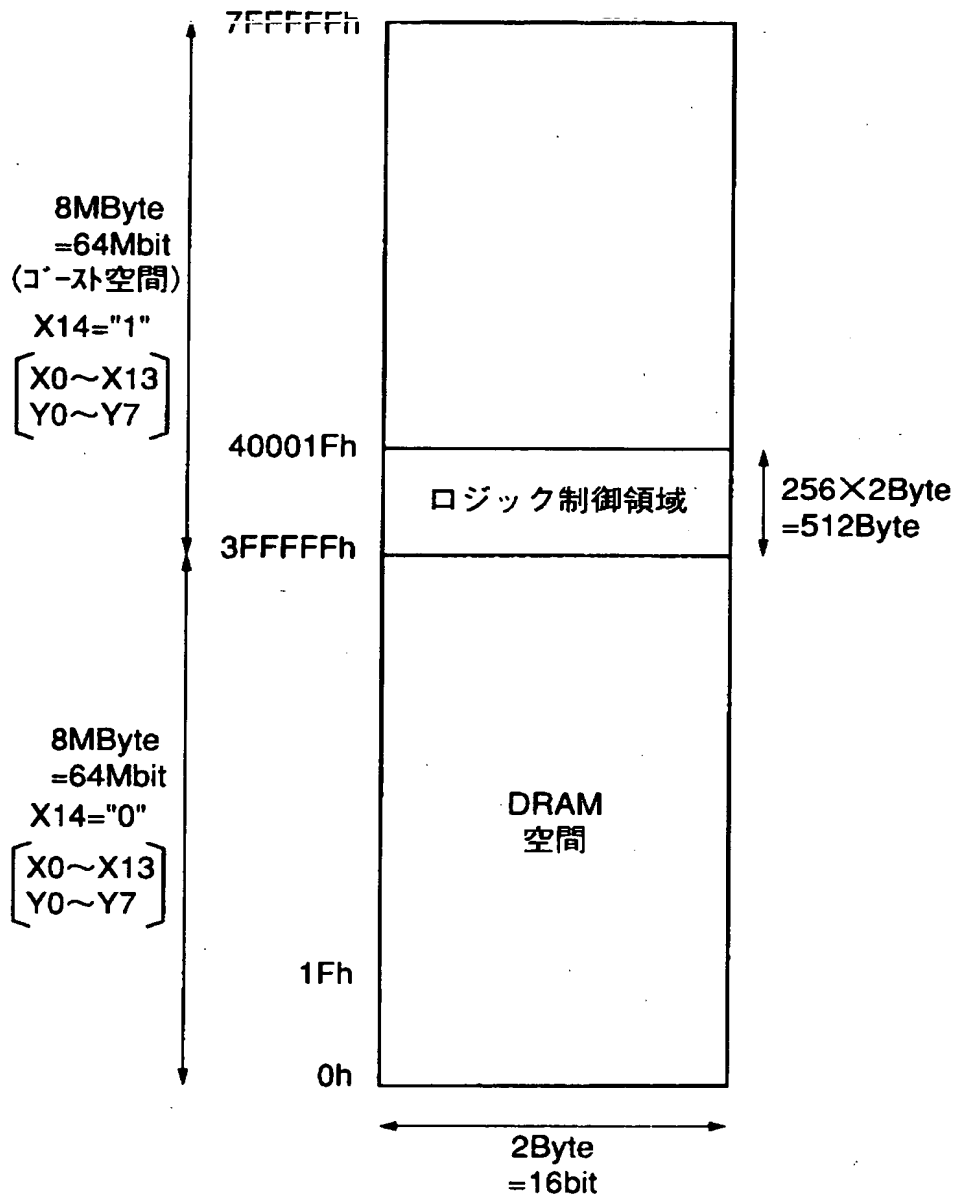 7FFFFFh
8MByte
=64Mbit
(ｺﾞｰｽﾄ空間)
X14="1"
X0～X13
Y0～Y7
40001Fh
ロジック制御領域
256×2Byte
=512Byte
3FFFFFh
8MByte
=64Mbit
X14="0"
X0～X13
Y0～Y7
DRAM
空間
1Fh
0h
2Byte
=16bit